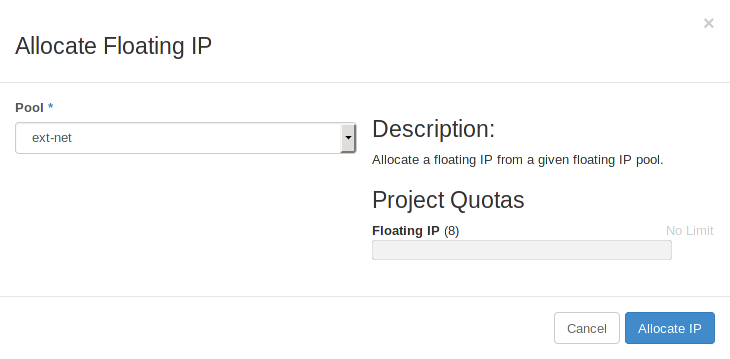 ×
Allocate Floating IP
Pool *
ext-net
Description:
Allocate a floating IP from a given floating IP pool.
Project Quotas
Floating IP (8) No Limit
Cancel Allocate IP